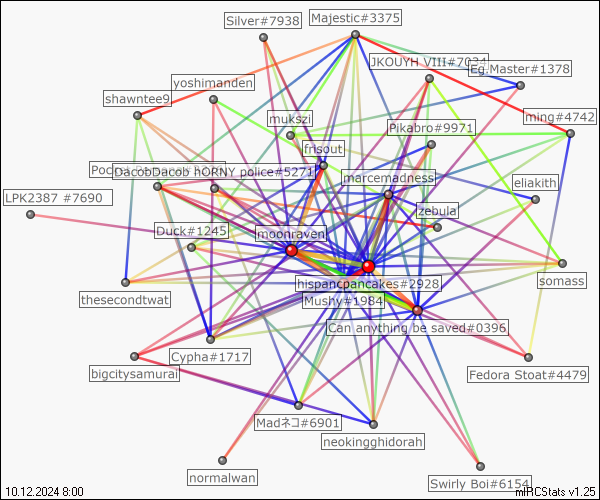 Silver#7938
Majestic#3375
JKOUYH VIII#7034
Eg.Master#1378
yoshimanden
shawntee9
mukszi
ming#4742
Pikabro#9971
frisout
DacobDacob hORNY police#5271
marcemadness
eliakith
LPK2387 #7690
zebula
Duck#1245
moonraven
hispancpancakes#2928
somass
thesecondtwat
Mushy#1984
Can anything be saved#0396
Cypha#1717
bigcitysamurai
Fedora Stoat#4479
Madネコ#6901
neokingghidorah
normalwan
Swirly Boi#6154
10.12.2024 8:00
mIRCStats v1.25